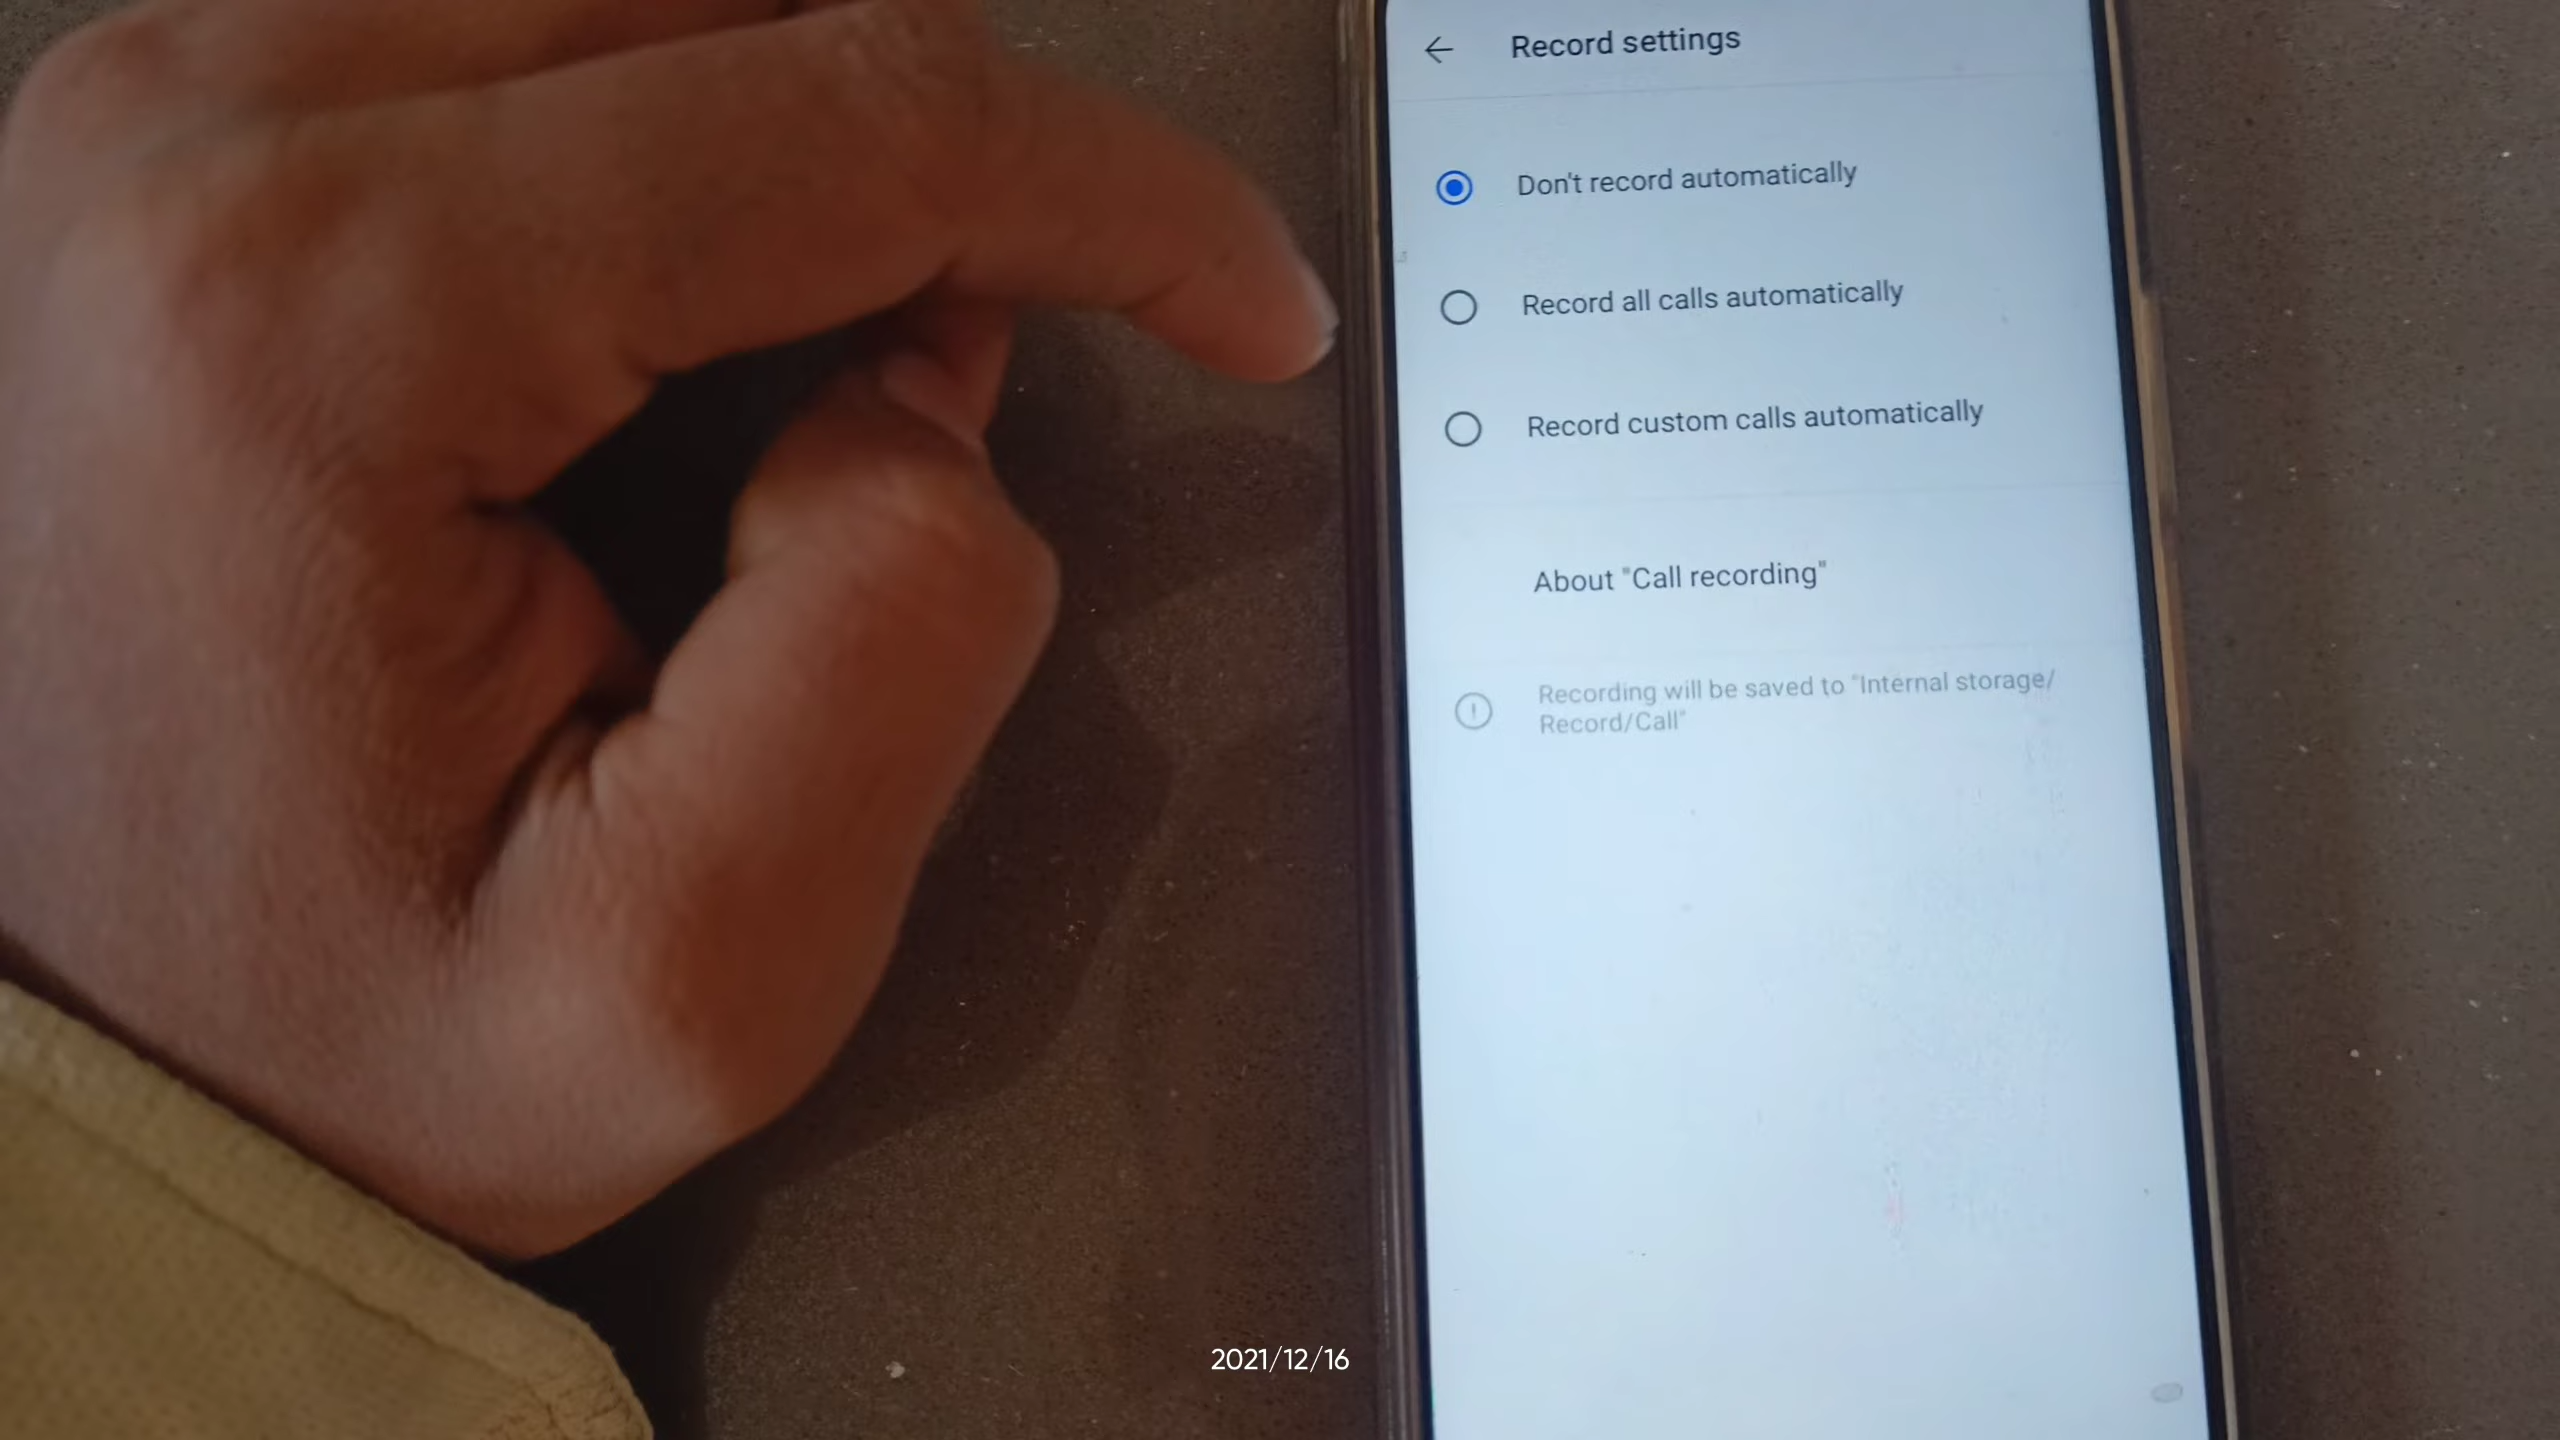 Record settings
Don't record automatically
Record all calls automatically
Record custom calls automatically
About "Call recording"
Recording will be saved to "Internal storage/
Record/Call"
2021/12/16